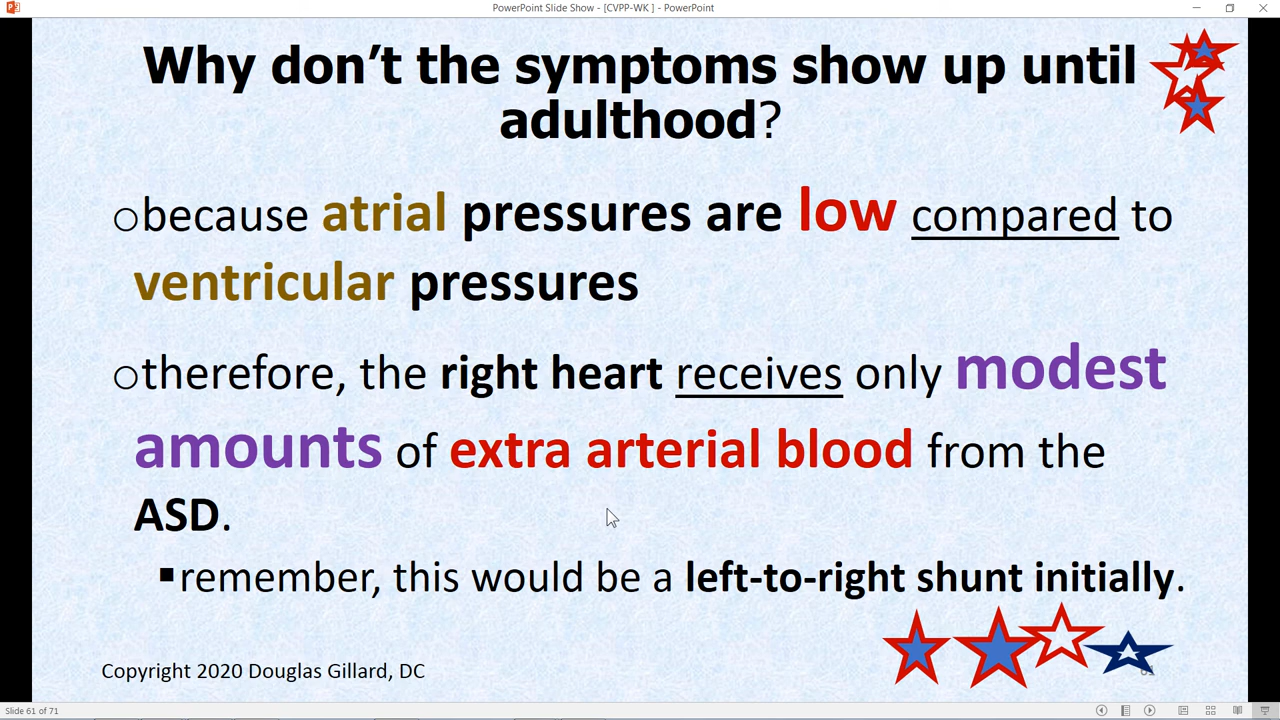 PowerPoint Slide Show - [CVPP-WK ] - PowerPoint
Why don’t the symptoms show up until
adulthood?
○because atrial pressures are low compared to
ventricular pressures
○therefore, the right heart receives only modest
amounts of extra arterial blood from the
ASD.
▪remember, this would be a left-to-right shunt initially.
Copyright 2020 Douglas Gillard, DC
Slide 61 of 71